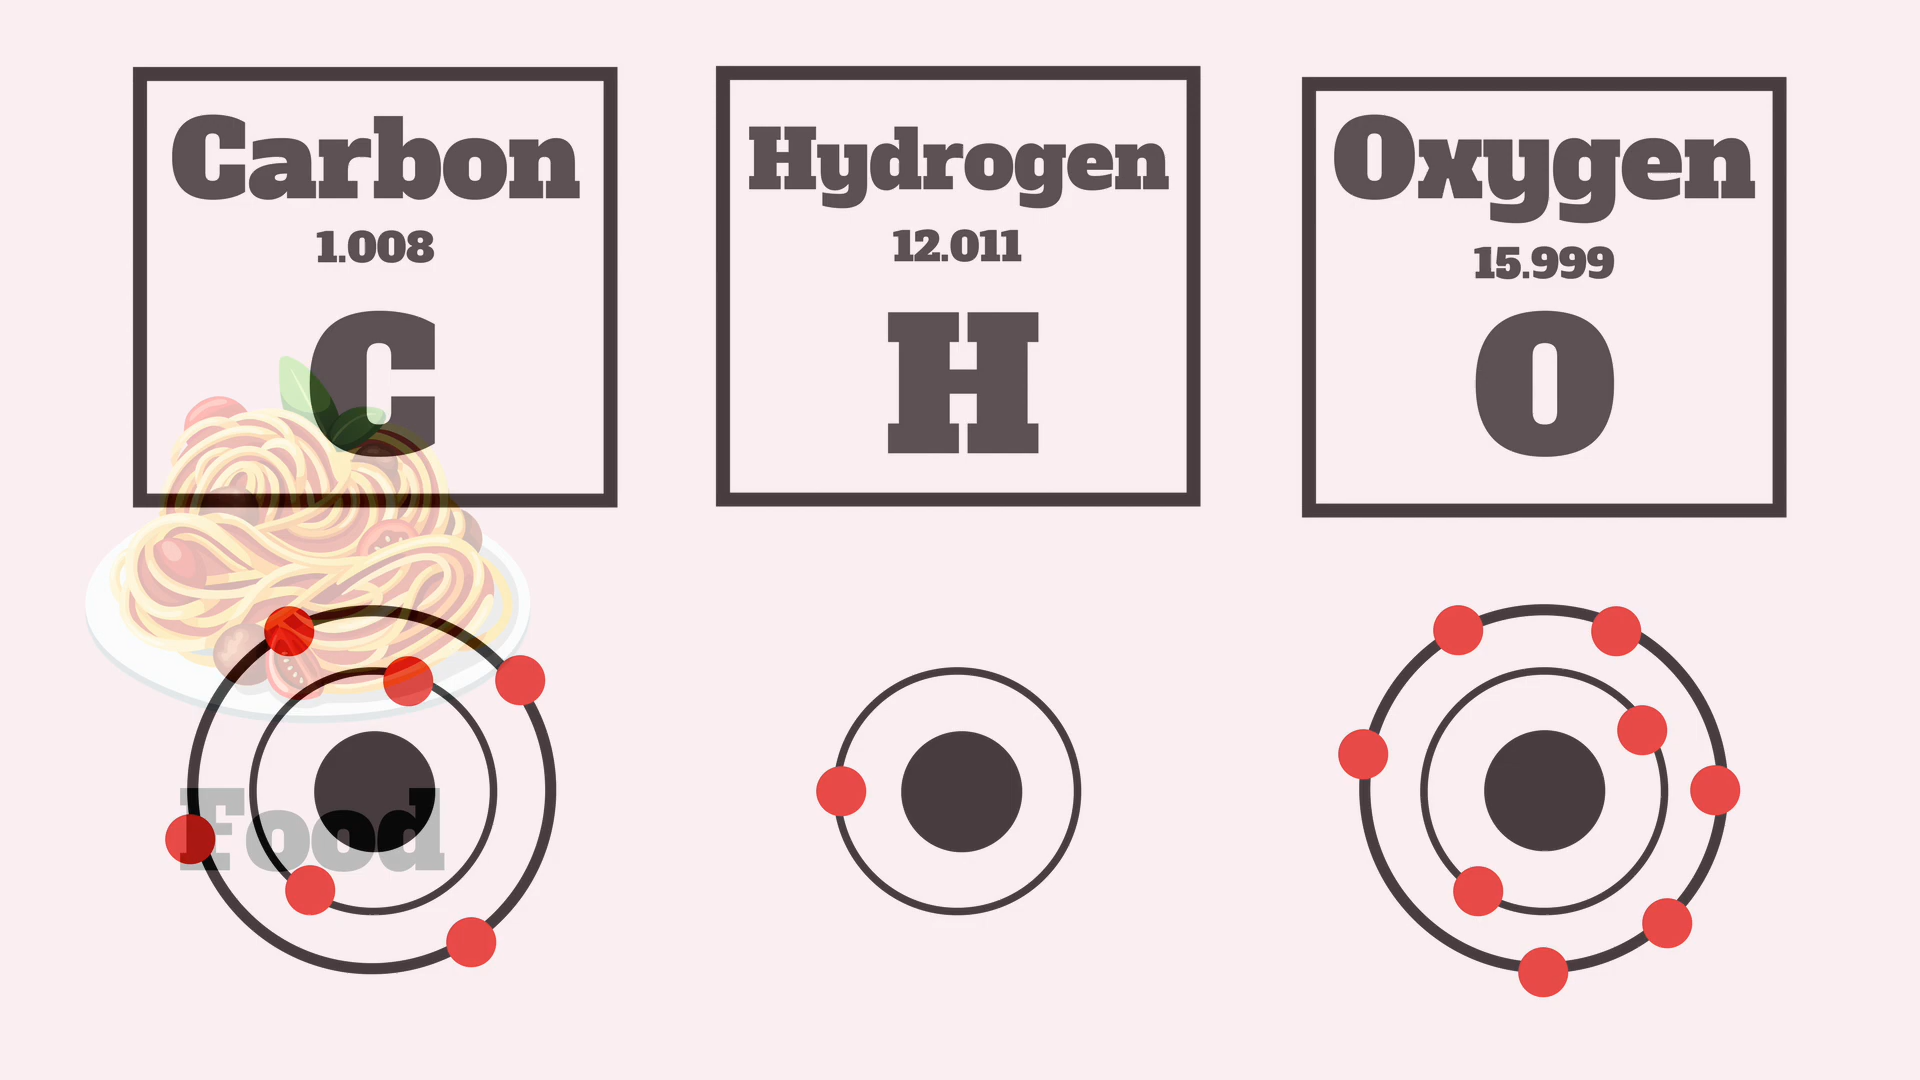 Carbon
1.008
C
Hydrogen
12.011
H
Oxygen
15.999
O
Food